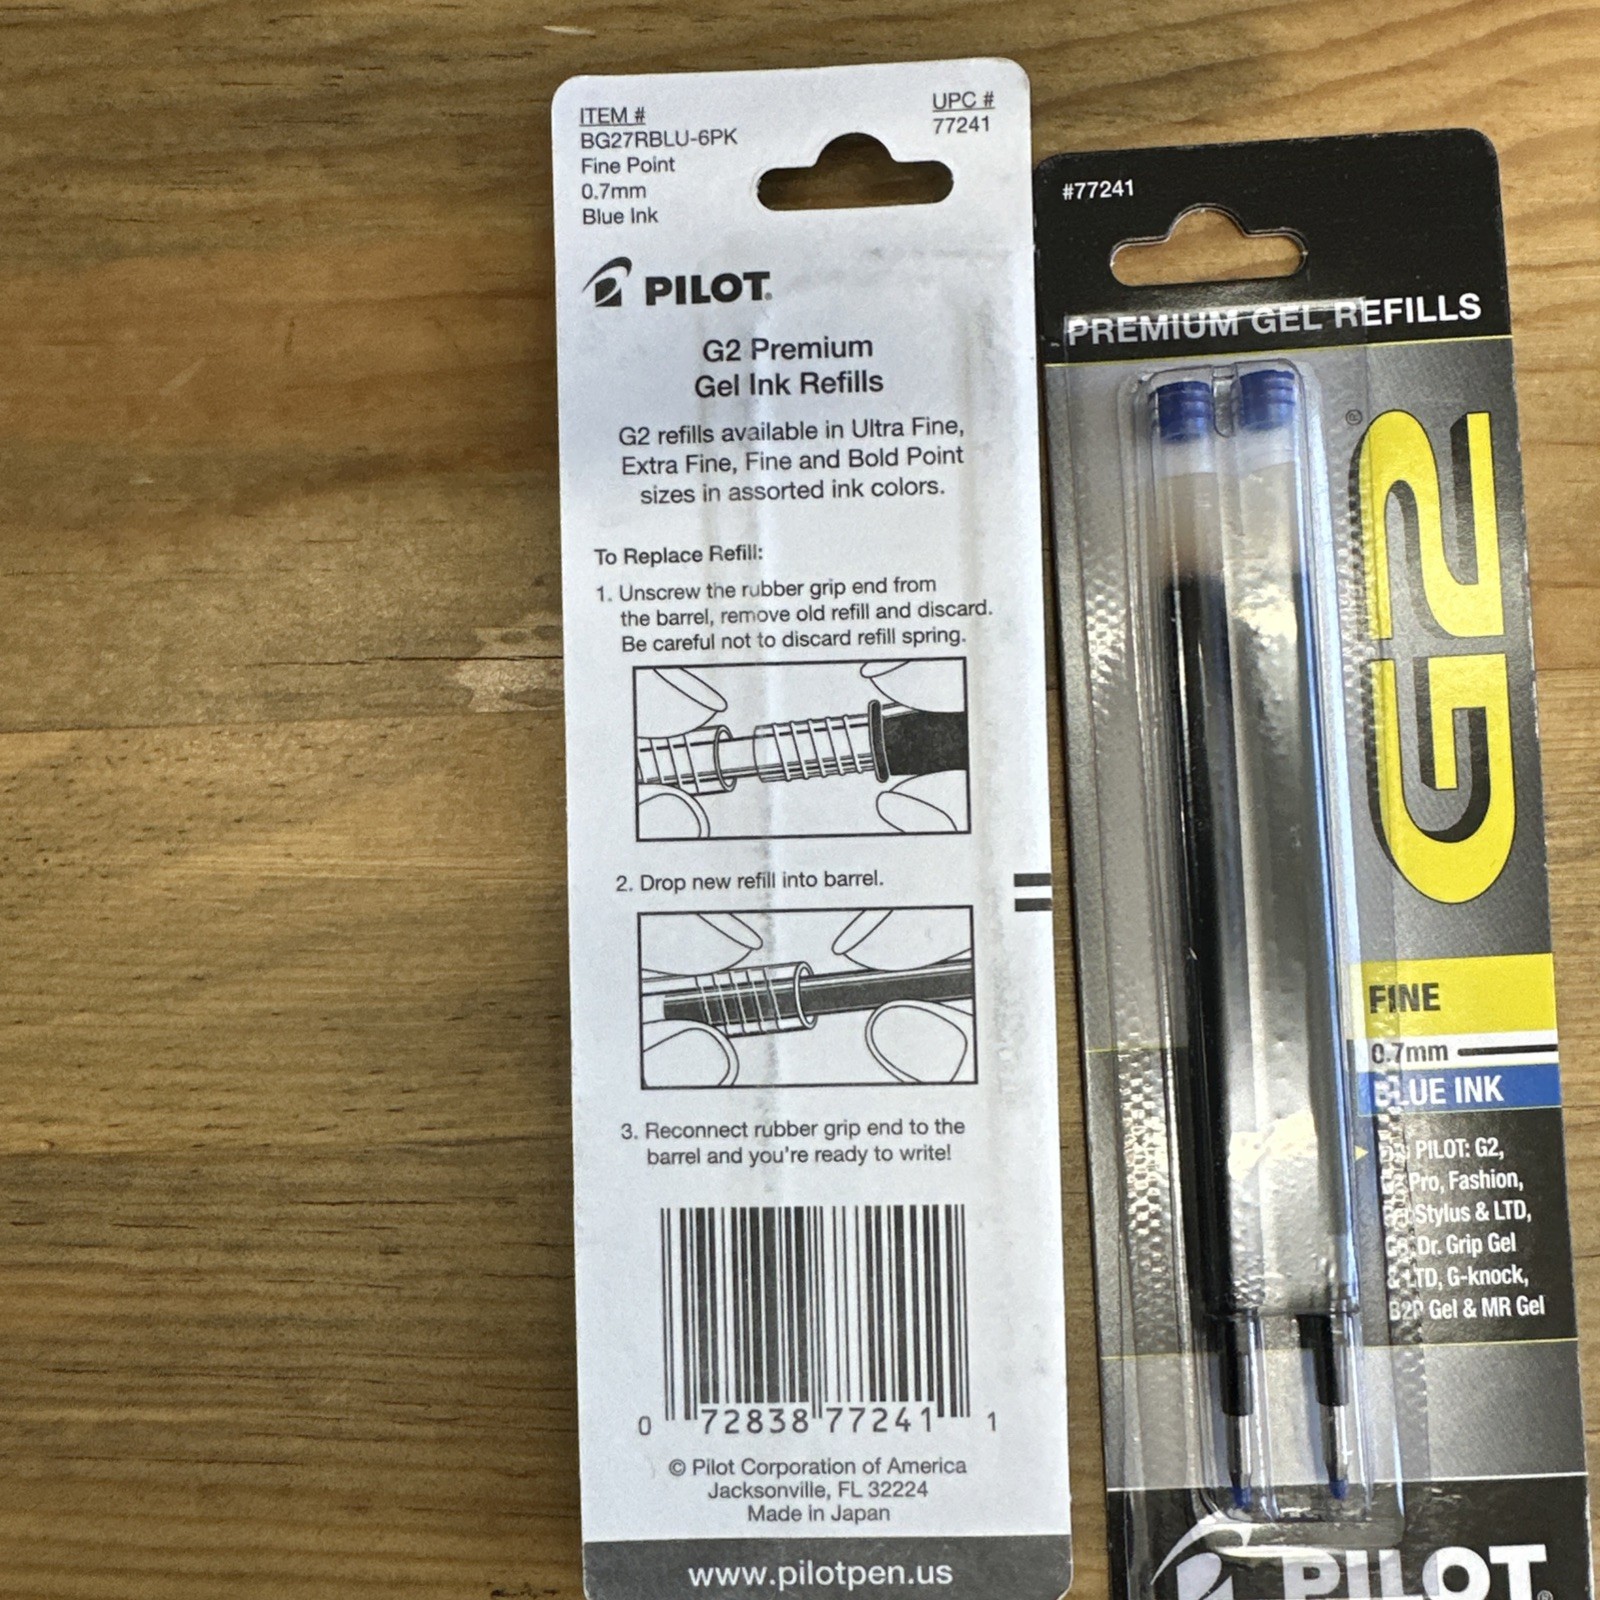 ITEM #
BG27RBLU-6PK
Fine Point
0.7mm
Blue Ink
UPC #
77241
PILOT®
G2 Premium
Gel Ink Refills
G2 refills available in Ultra Fine,
Extra Fine, Fine and Bold Point
sizes in assorted ink colors.
To Replace Refill:
1. Unscrew the rubber grip end from
the barrel, remove old refill and discard.
Be careful not to discard refill spring.
2. Drop new refill into barrel.
3. Reconnect rubber grip end to the
barrel and you're ready to write!
0 72838 77241 1
© Pilot Corporation of America
Jacksonville, FL 32224
Made in Japan
www.pilotpen.us
#77241
PREMIUM GEL REFILLS
G2®
FINE
0.7mm
BLUE INK
PILOT: G2,
Pro, Fashion,
Stylus & LTD,
Dr. Grip Gel
& LTD, G-knock,
B2P Gel & MR Gel
PILOT®